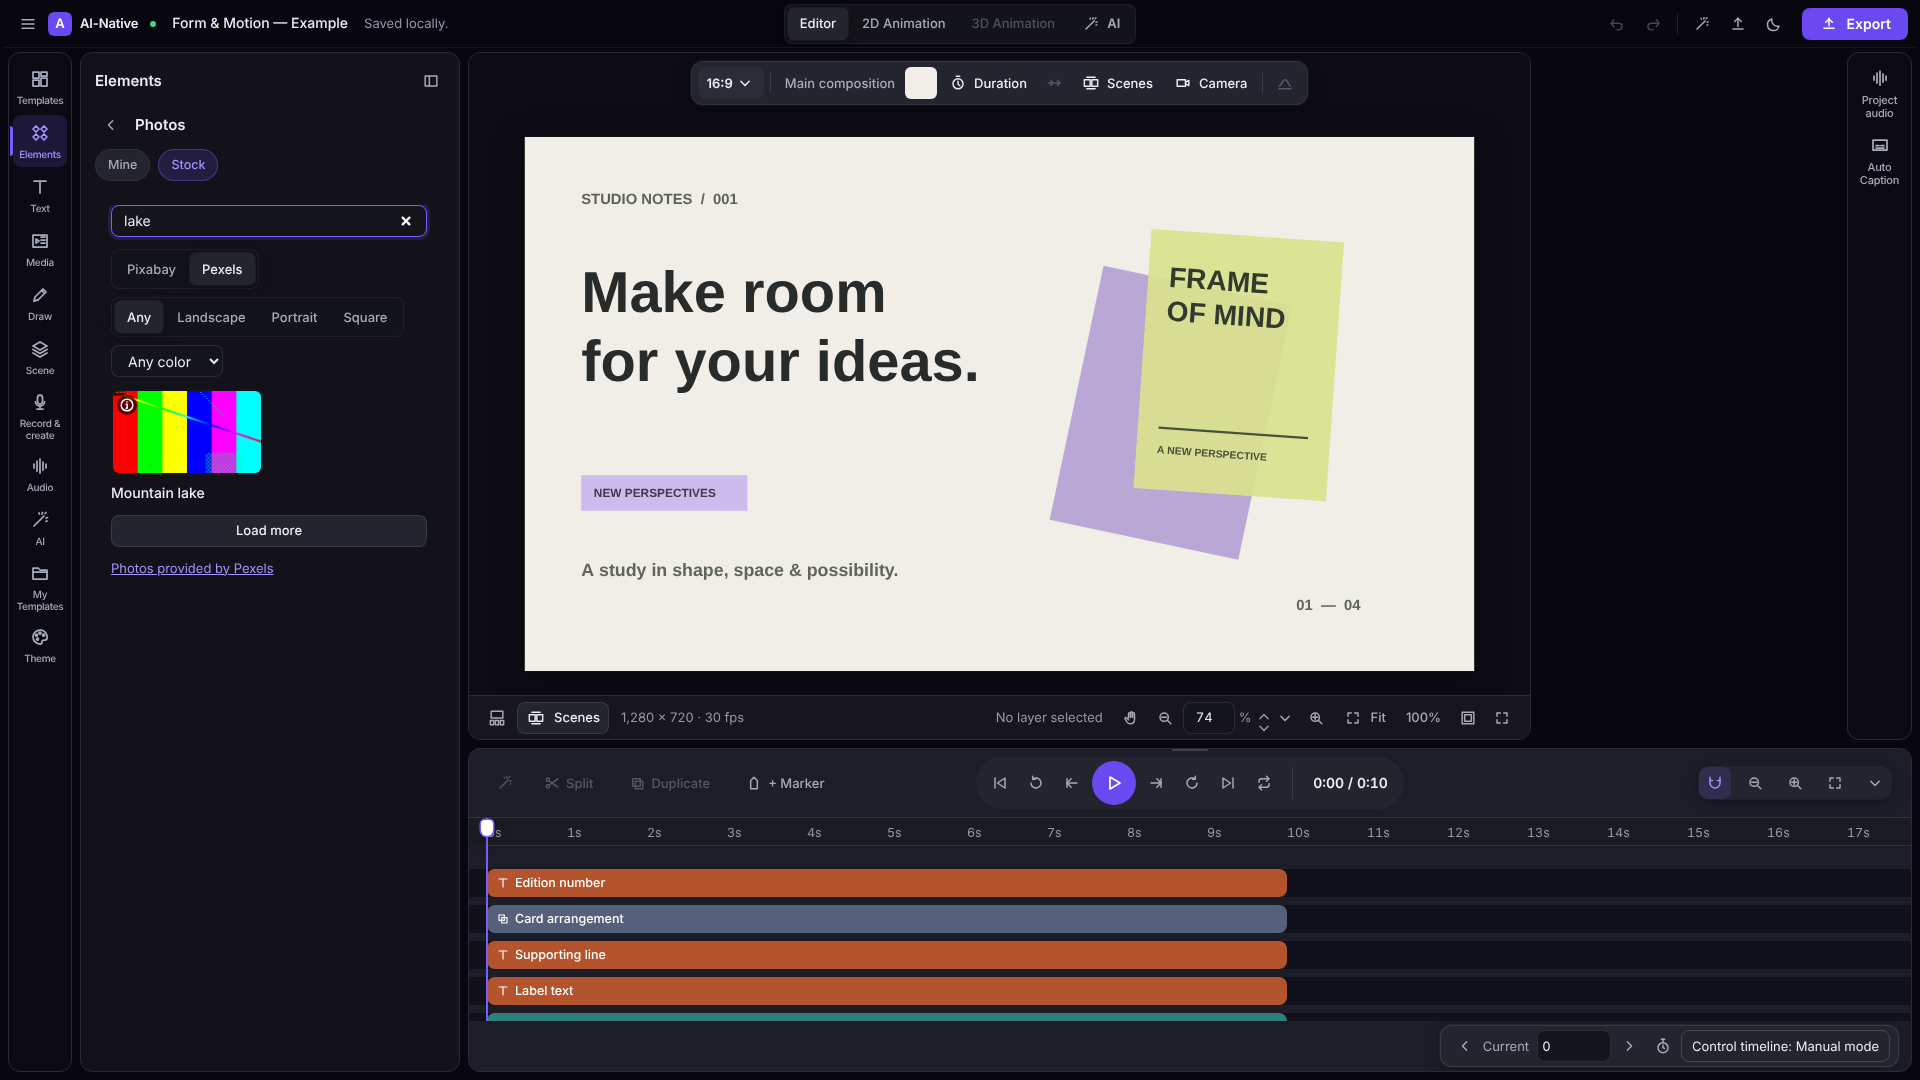 A AI-Native Form & Motion — Example Saved locally.
Editor 2D Animation 3D Animation AI
Export
Templates
Elements
Text
Media
Draw
Scene
Record &
create
Audio
AI
My
Templates
Theme
Elements
Photos
Mine Stock
lake
Pixabay Pexels
Any Landscape Portrait Square
Any color
Mountain lake
Load more
Photos provided by Pexels
16:9 Main composition Duration Scenes Camera
STUDIO NOTES / 001
Make room
for your ideas.
NEW PERSPECTIVES
A study in shape, space & possibility.
FRAME
OF MIND
A NEW PERSPECTIVE
01 — 04
Scenes 1,280 × 720 · 30 fps No layer selected 74 % Fit 100%
Project
audio
Auto
Caption
Split Duplicate + Marker 0:00 / 0:10
1s 2s 3s 4s 5s 6s 7s 8s 9s 10s 11s 12s 13s 14s 15s 16s 17s
Edition number
Card arrangement
Supporting line
Label text
Current 0 Control timeline: Manual mode